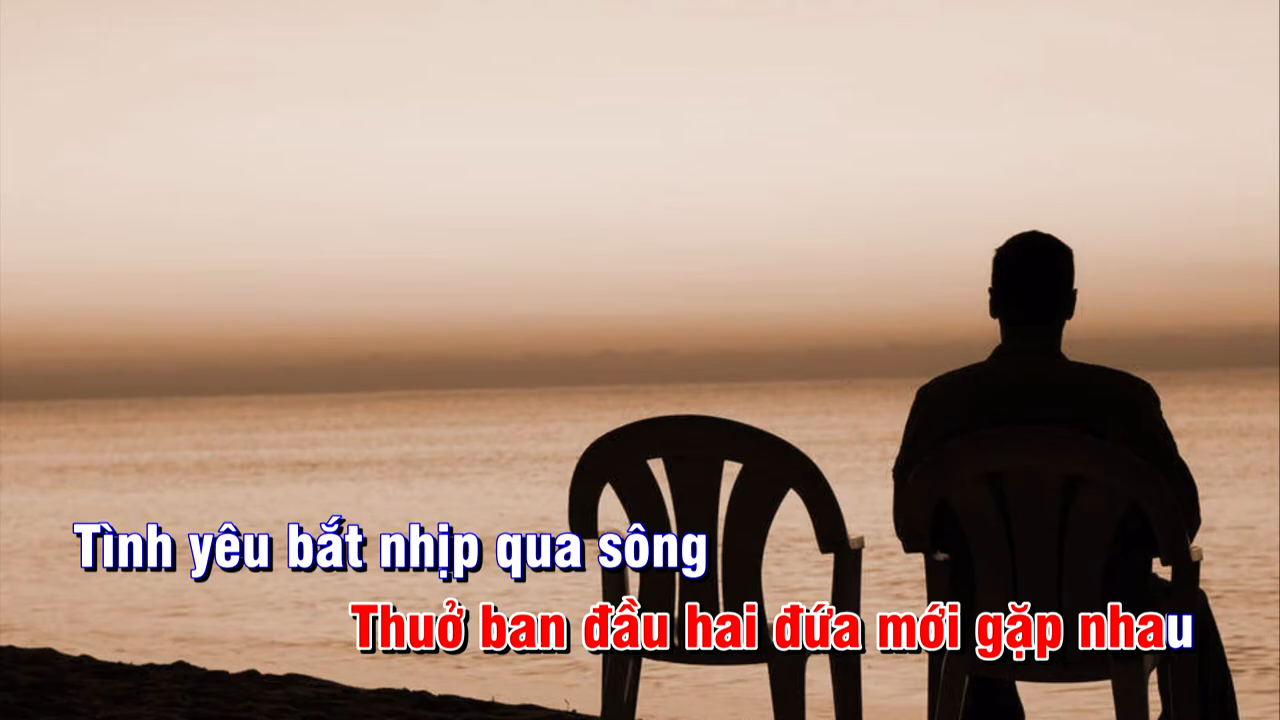 Tình yêu bắt nhịp qua sông
Thuở ban đầu hai đứa mới gặp nhau